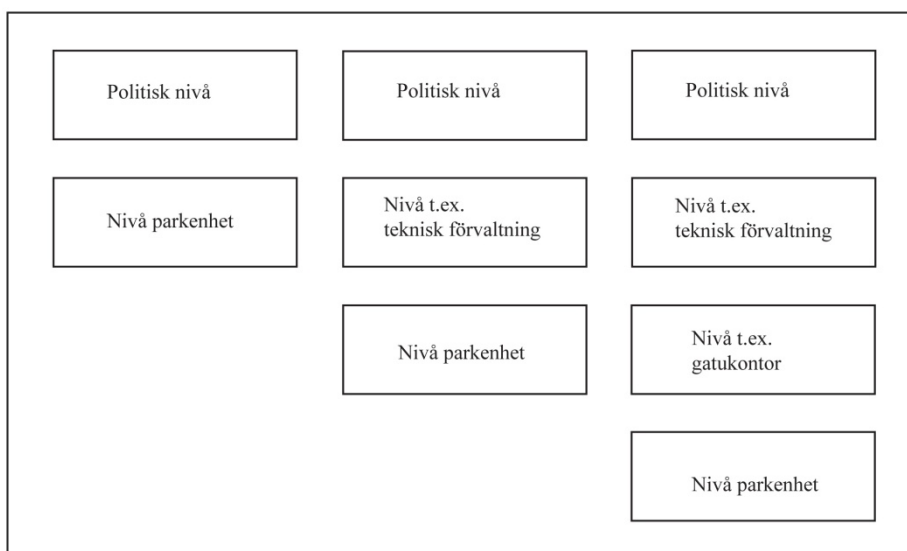 Politisk nivå
Politisk nivå
Politisk nivå
Nivå parkenhet
Nivå t.ex.
teknisk förvaltning
Nivå t.ex.
teknisk förvaltning
Nivå parkenhet
Nivå t.ex.
gatukontor
Nivå parkenhet